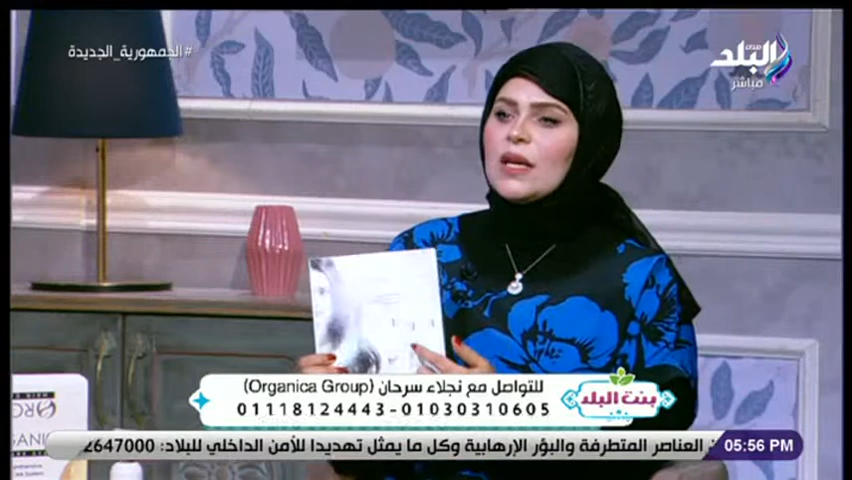 #الجمهورية_الجديدة
صدى
البلد
مباشر
للتواصل مع نجلاء سرحان (Organica Group)
01118124443-01030310605
بنت البلد
العناصر المتطرفة والبؤر الإرهابية وكل ما يمثل تهديدا للأمن الداخلي للبلاد: 2647000
05:56 PM